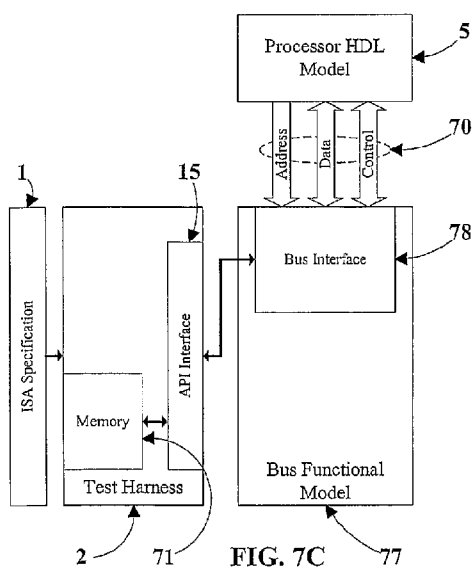 Processor HDL
Model
5
Address
Data
Control
70
1
15
ISA Specification
API Interface
Bus Interface
78
Memory
Test Harness
Bus Functional
Model
2
71
FIG. 7C
77